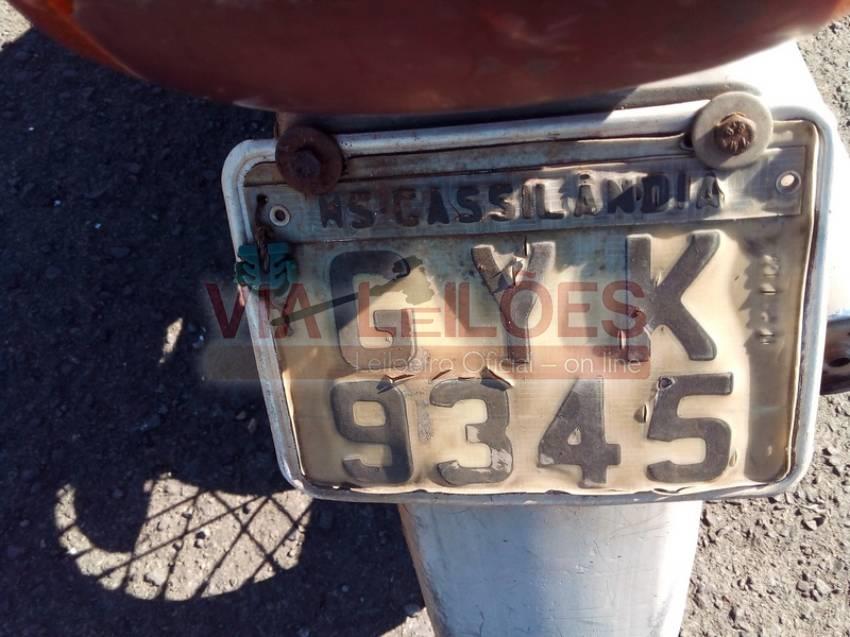 MS-CASSILÂNDIA
GYK
9345
VIA LEILÕES
Leiloeiro Oficial – on line